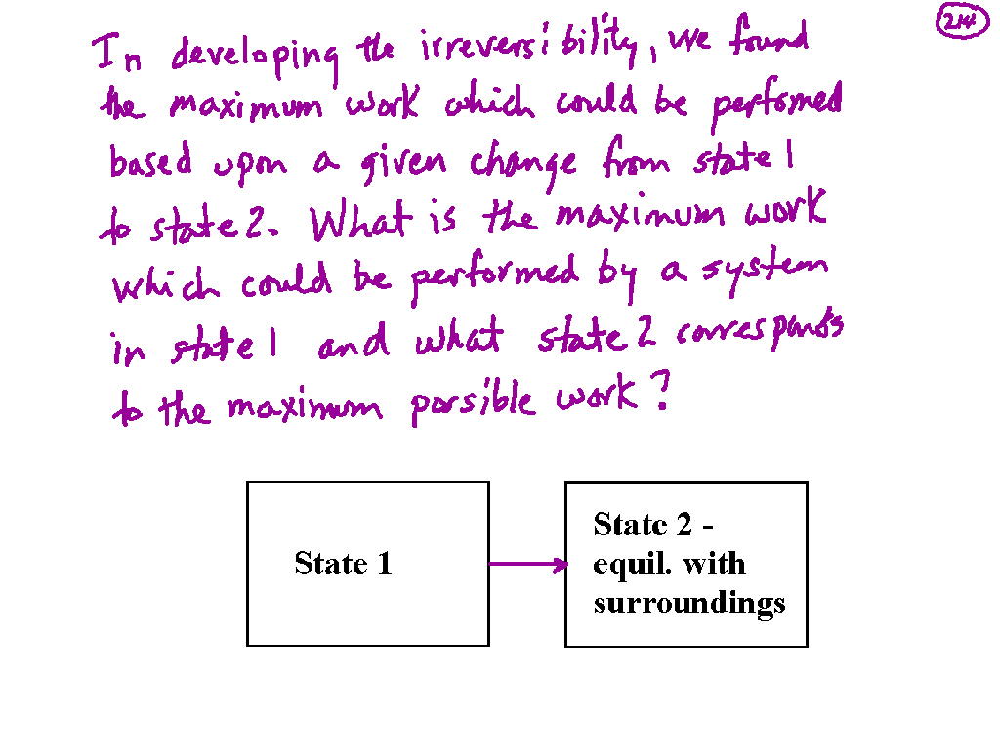 214
In developing the irreversibility, we found
the maximum work which could be perfomed
based upon a given change from state 1
to state 2. What is the maximum work
which could be performed by a system
in state 1 and what state 2 corresponds
to the maximum possible work?
State 1
State 2 -
equil. with
surroundings